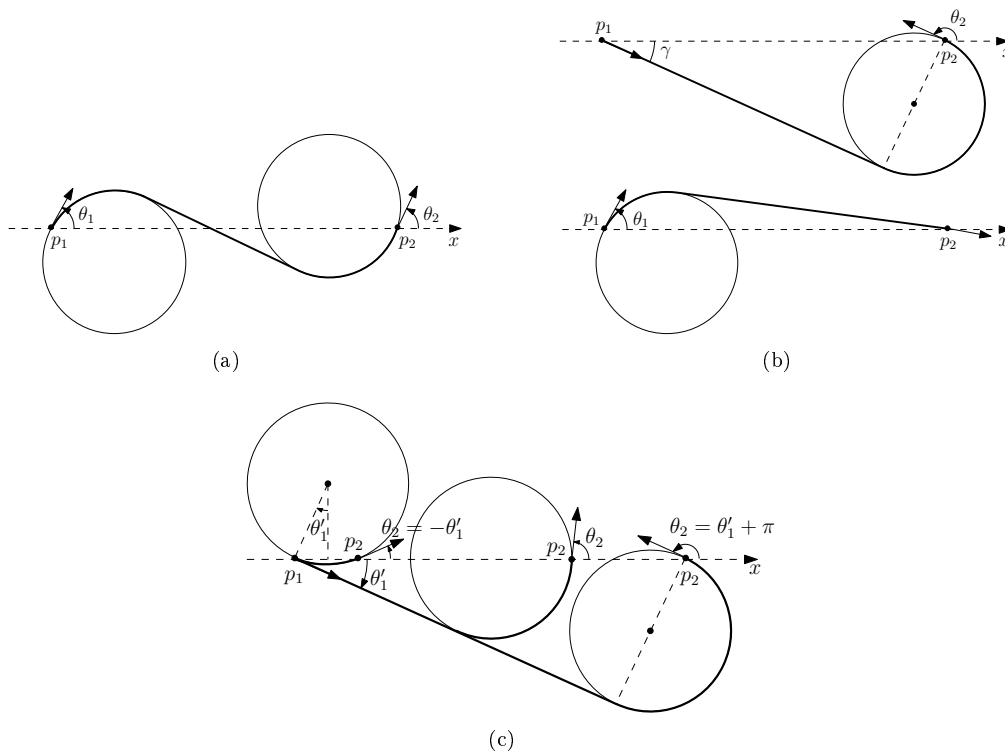 θ₁
p₁
θ₂
p₂
x
(a)
p₁
γ
θ₂
p₂
x
p₁
θ₁
p₂
x
(b)
θ′₁
p₁
p₂
θ₂ = −θ′₁
θ′₁
p₂
θ₂
θ₂ = θ′₁ + π
p₂
x
(c)